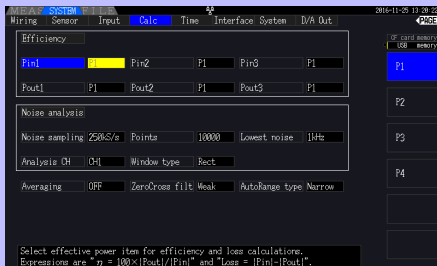 MEAS SYSTEM FILE 2016-11-25 13:20:23
Wiring Sensor Input Calc Time Interface System D/A Out PAGE
CF card memory
USB memory
Efficiency
Pin1 P1 Pin2 P1 Pin3 P1
Pout1 P1 Pout2 P1 Pout3 P1
Noise analysis
Noise sampling 250kS/s Points 10000 Lowest noise 1kHz
Analysis CH CH1 Window type Rect
Averaging OFF ZeroCross filt Weak AutoRange type Narrow
P1
P2
P3
P4
Select effective power item for efficiency and loss calculations.
Expressions are "η = 100×|Pout|/|Pin|" and "Loss = |Pin|-|Pout|".